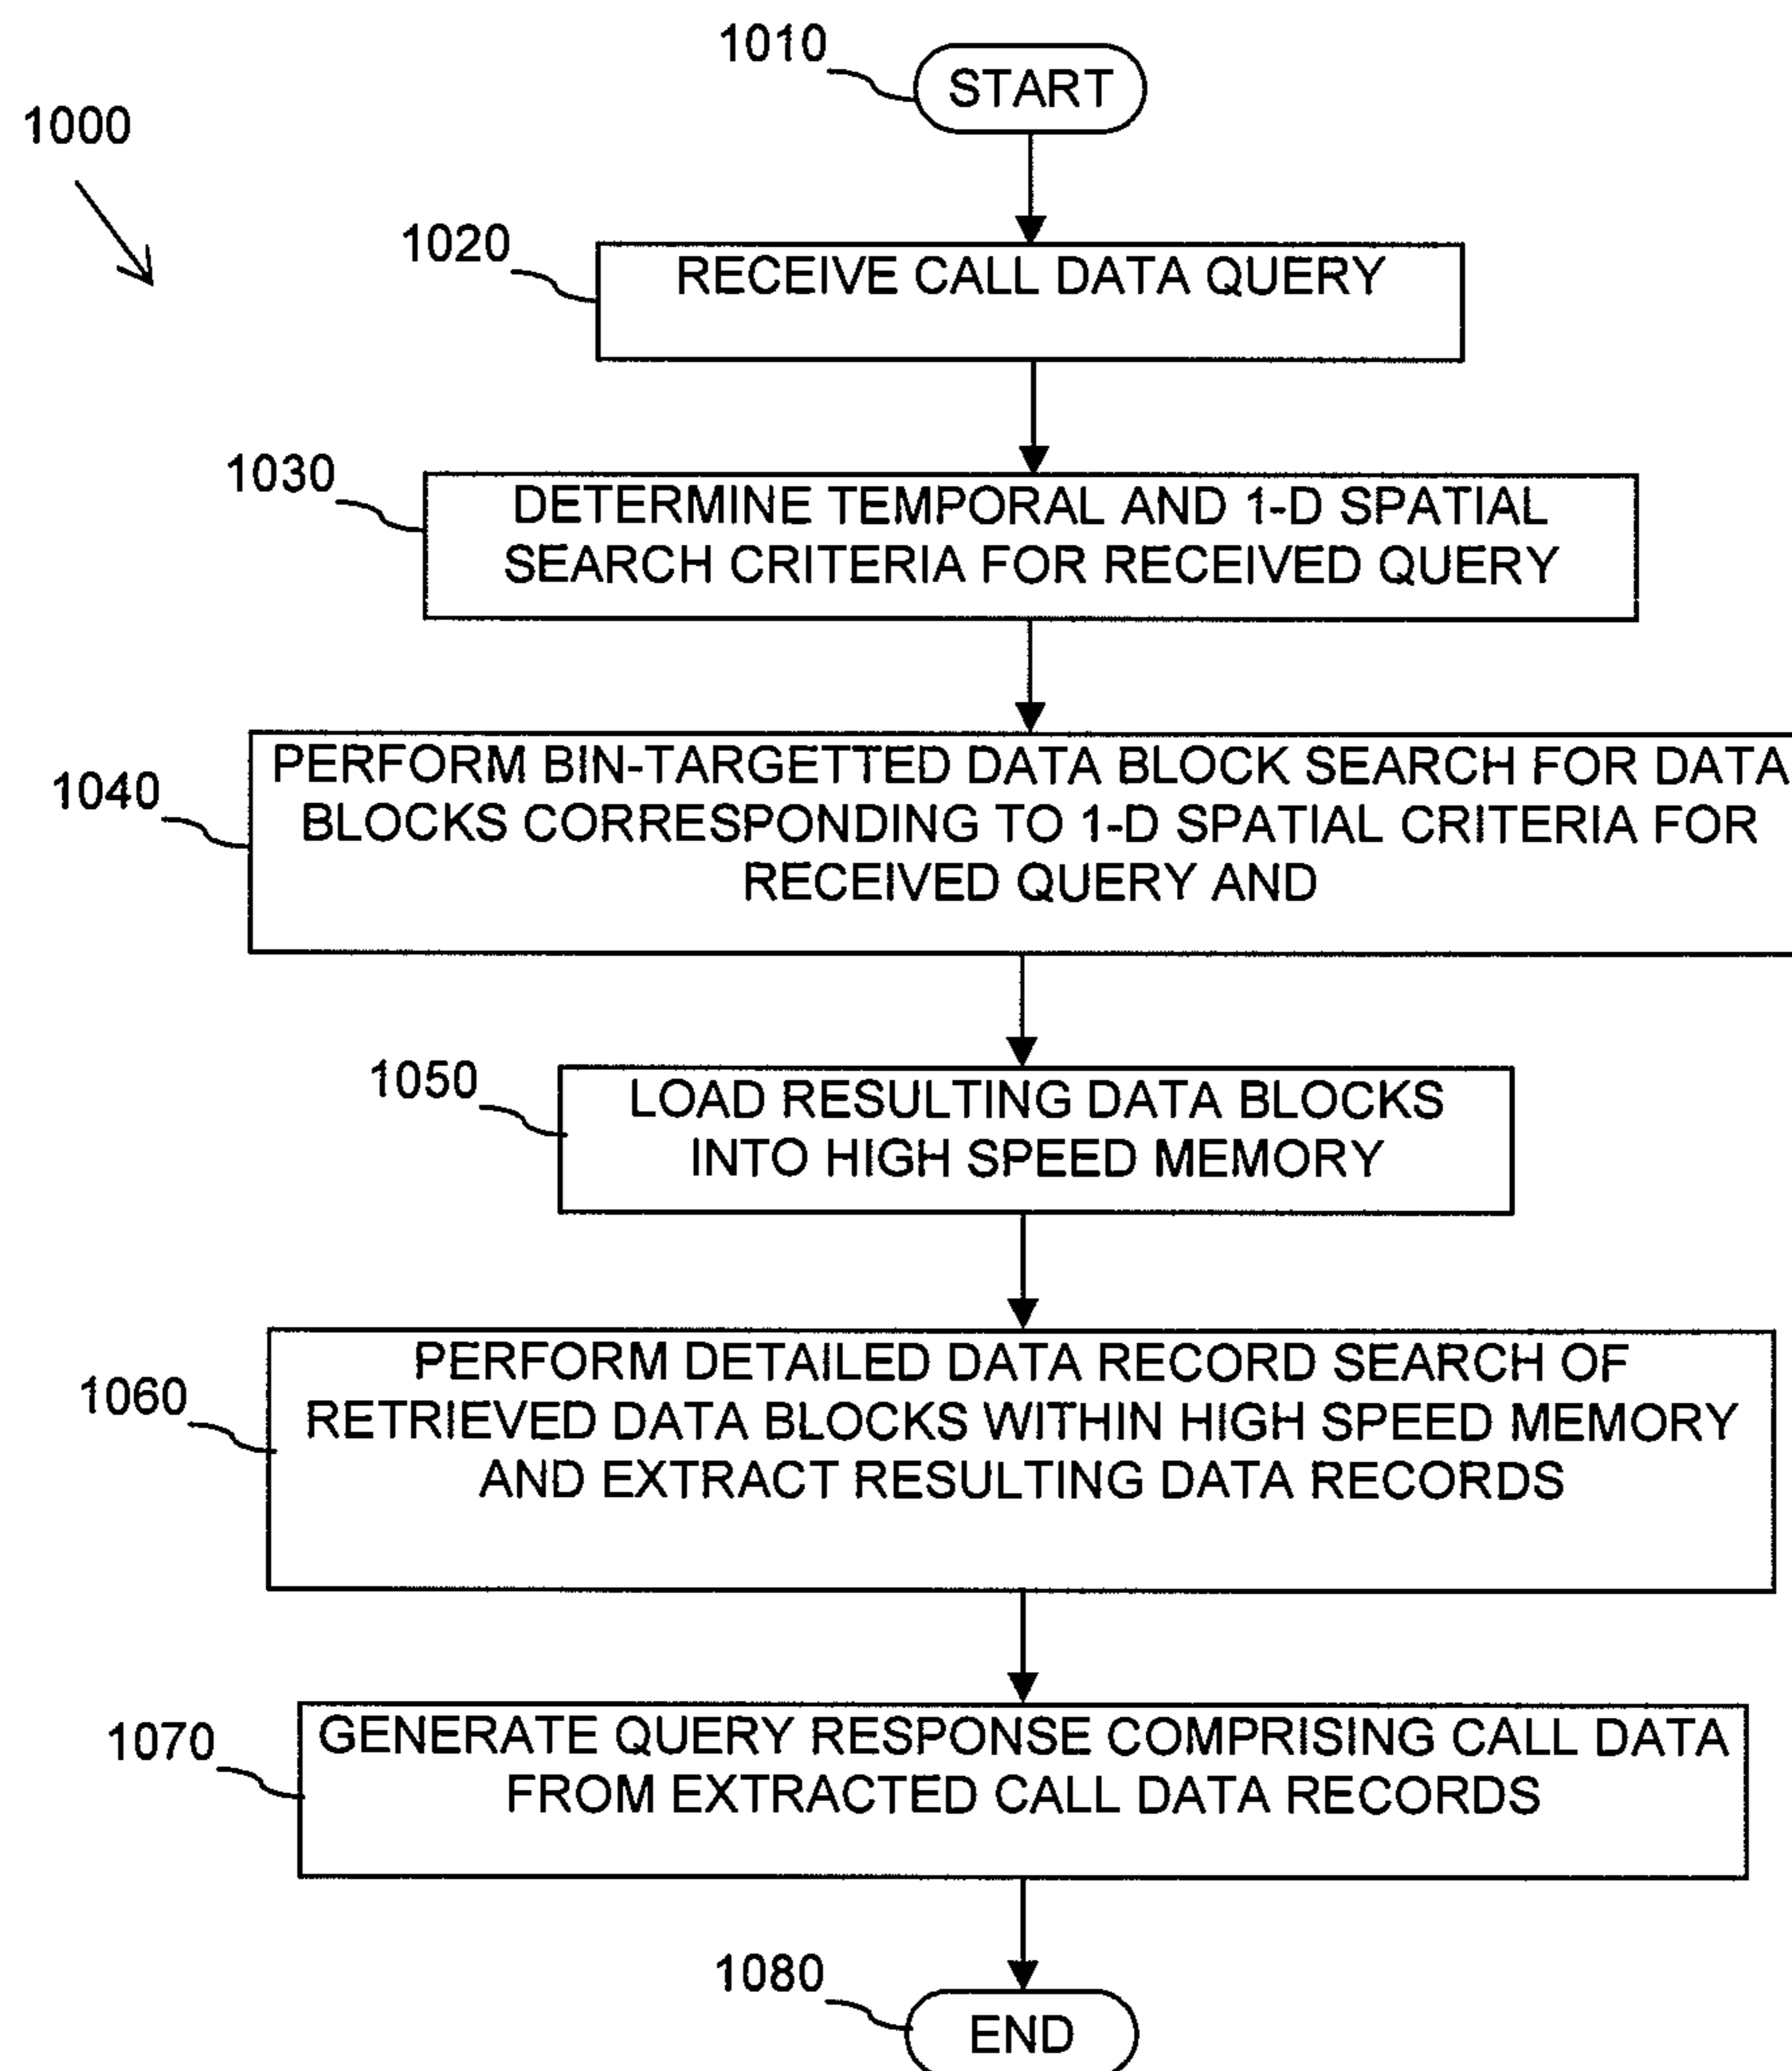 1010
START
1000
1020
RECEIVE CALL DATA QUERY
1030
DETERMINE TEMPORAL AND 1-D SPATIAL
SEARCH CRITERIA FOR RECEIVED QUERY
1040
PERFORM BIN-TARGETTED DATA BLOCK SEARCH FOR DATA
BLOCKS CORRESPONDING TO 1-D SPATIAL CRITERIA FOR
RECEIVED QUERY AND
1050
LOAD RESULTING DATA BLOCKS
INTO HIGH SPEED MEMORY
1060
PERFORM DETAILED DATA RECORD SEARCH OF
RETRIEVED DATA BLOCKS WITHIN HIGH SPEED MEMORY
AND EXTRACT RESULTING DATA RECORDS
1070
GENERATE QUERY RESPONSE COMPRISING CALL DATA
FROM EXTRACTED CALL DATA RECORDS
1080
END